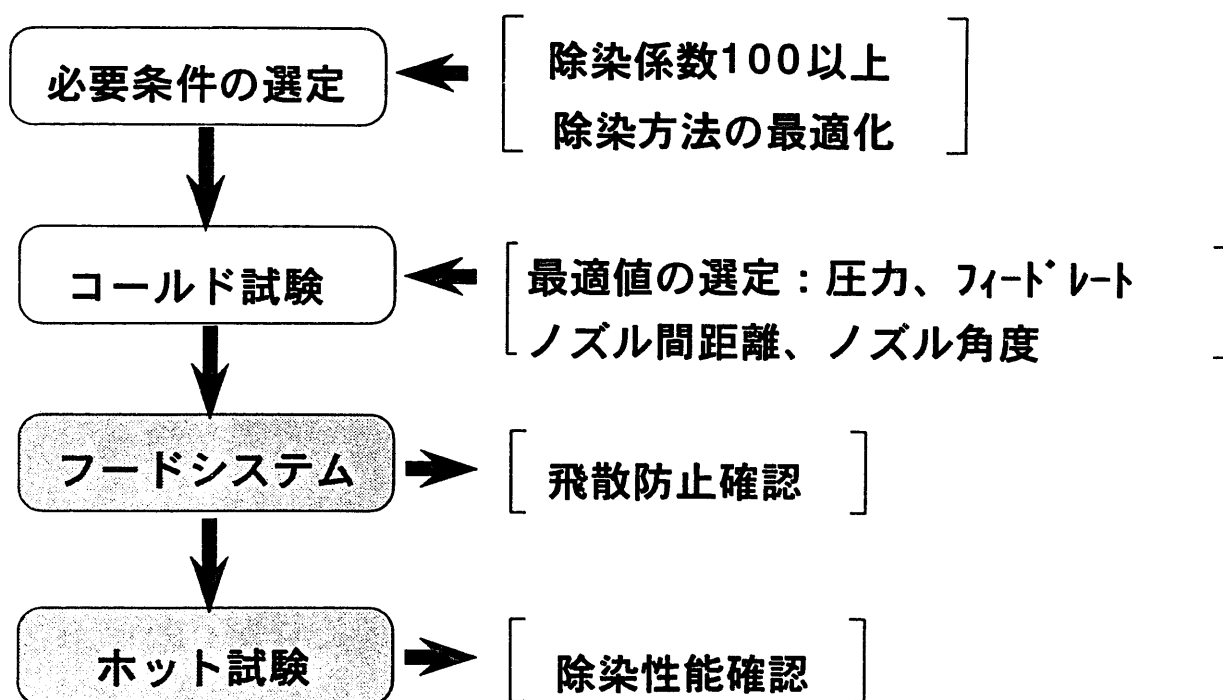 必要条件の選定
除染係数100以上
除染方法の最適化
コールド試験
最適値の選定：圧力、ﾌｨｰﾄﾞﾚｰﾄ
ノズル間距離、ノズル角度
フードシステム
飛散防止確認
ホット試験
除染性能確認